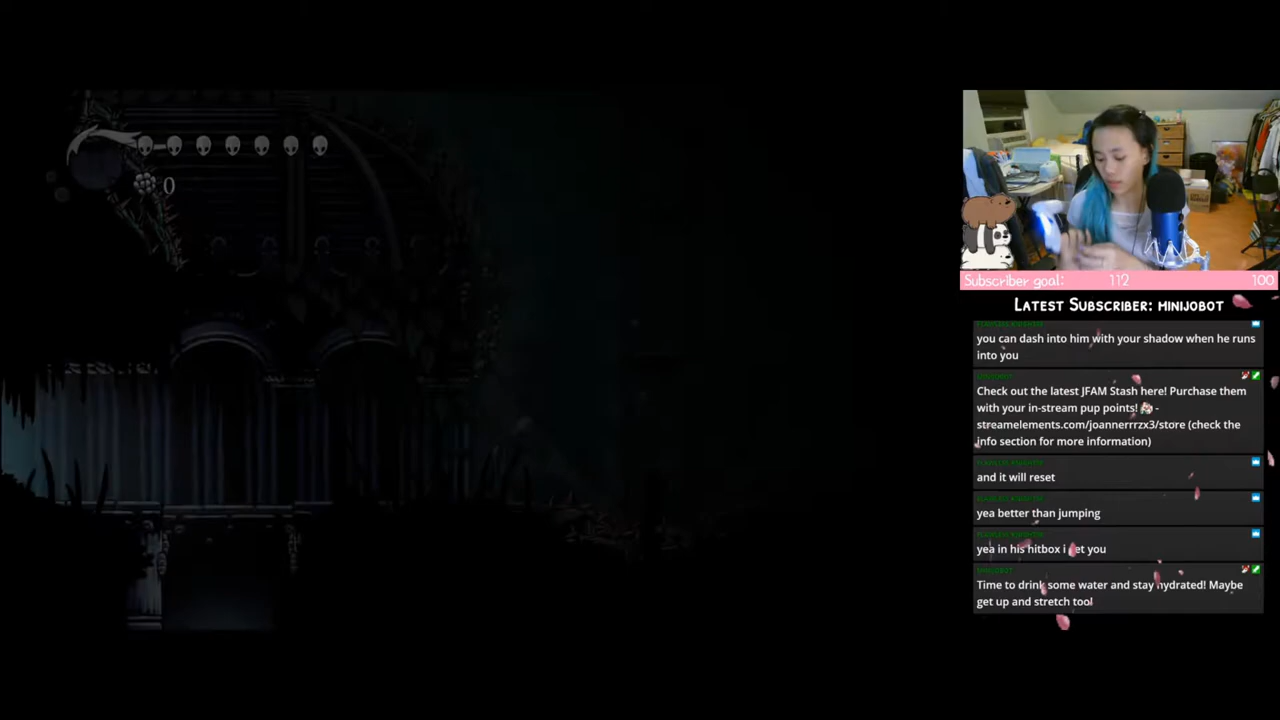 0
Subscriber goal: 112 100
LATEST SUBSCRIBER: MINIJOBOT
you can dash into him with your shadow when he runs
into you
Check out the latest JFAM Stash here! Purchase them
with your in-stream pup points! -
streamelements.com/joannerrrzx3/store (check the
info section for more information)
and it will reset
yea better than jumping
yea in his hitbox i get you
MINIJOBOT
Time to drink some water and stay hydrated! Maybe
get up and stretch too!